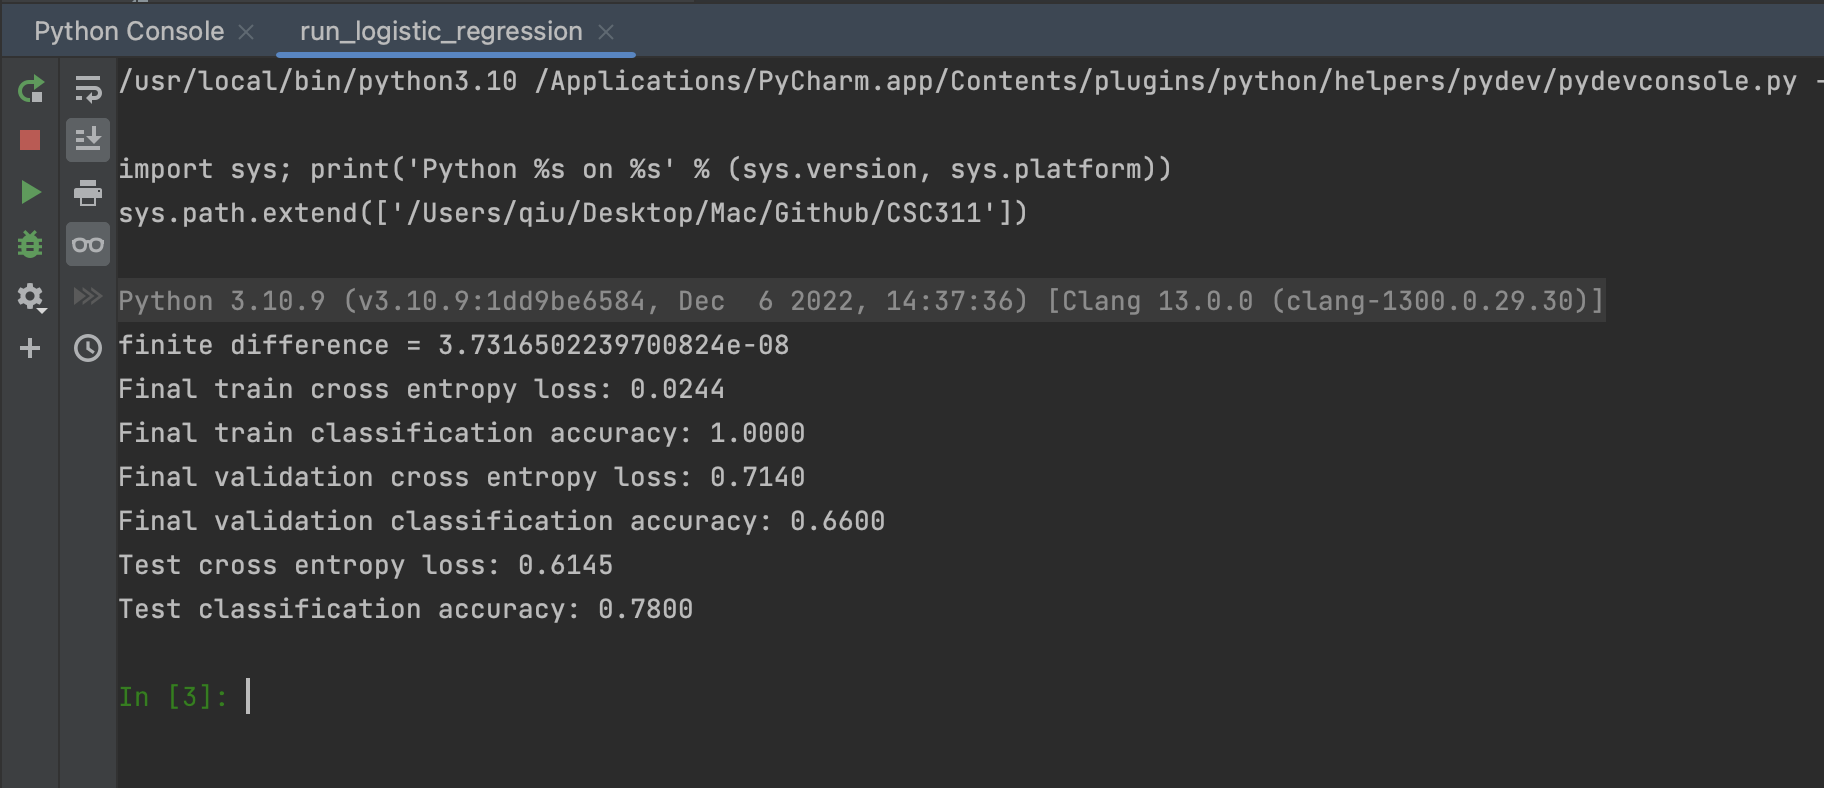 Python Console
run_logistic_regression
/usr/local/bin/python3.10 /Applications/PyCharm.app/Contents/plugins/python/helpers/pydev/pydevconsole.py -
import sys; print('Python %s on %s' % (sys.version, sys.platform))
sys.path.extend(['/Users/qiu/Desktop/Mac/Github/CSC311'])
Python 3.10.9 (v3.10.9:1dd9be6584, Dec  6 2022, 14:37:36) [Clang 13.0.0 (clang-1300.0.29.30)]
finite difference = 3.7316502239700824e-08
Final train cross entropy loss: 0.0244
Final train classification accuracy: 1.0000
Final validation cross entropy loss: 0.7140
Final validation classification accuracy: 0.6600
Test cross entropy loss: 0.6145
Test classification accuracy: 0.7800
In [3]: